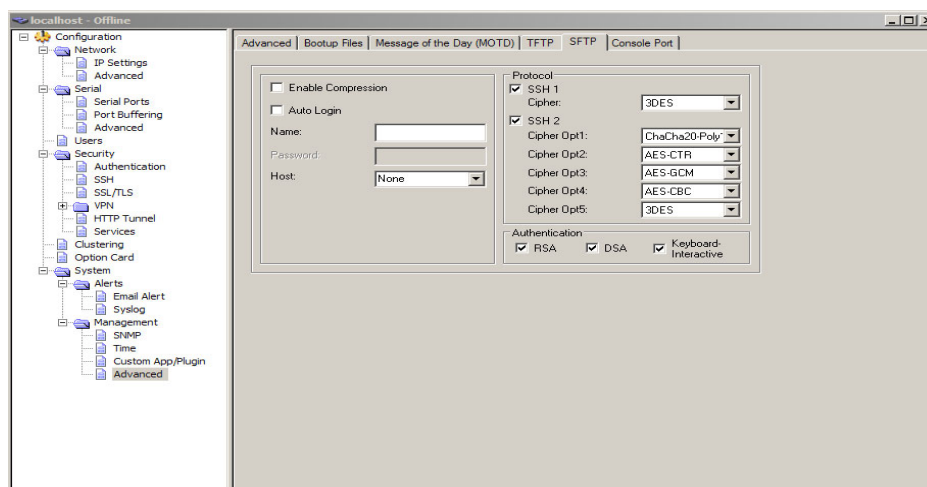 localhost - Offline
Configuration
Network
IP Settings
Advanced
Serial
Serial Ports
Port Buffering
Advanced
Users
Security
Authentication
SSH
SSL/TLS
VPN
HTTP Tunnel
Services
Clustering
Option Card
System
Alerts
Email Alert
Syslog
Management
SNMP
Time
Custom App/Plugin
Advanced
Advanced
Bootup Files
Message of the Day (MOTD)
TFTP
SFTP
Console Port
Enable Compression
Auto Login
Name:
Password:
Host: None
Protocol
SSH 1
Cipher: 3DES
SSH 2
Cipher Opt1: ChaCha20-Poly
Cipher Opt2: AES-CTR
Cipher Opt3: AES-GCM
Cipher Opt4: AES-CBC
Cipher Opt5: 3DES
Authentication
RSA DSA Keyboard-
Interactive